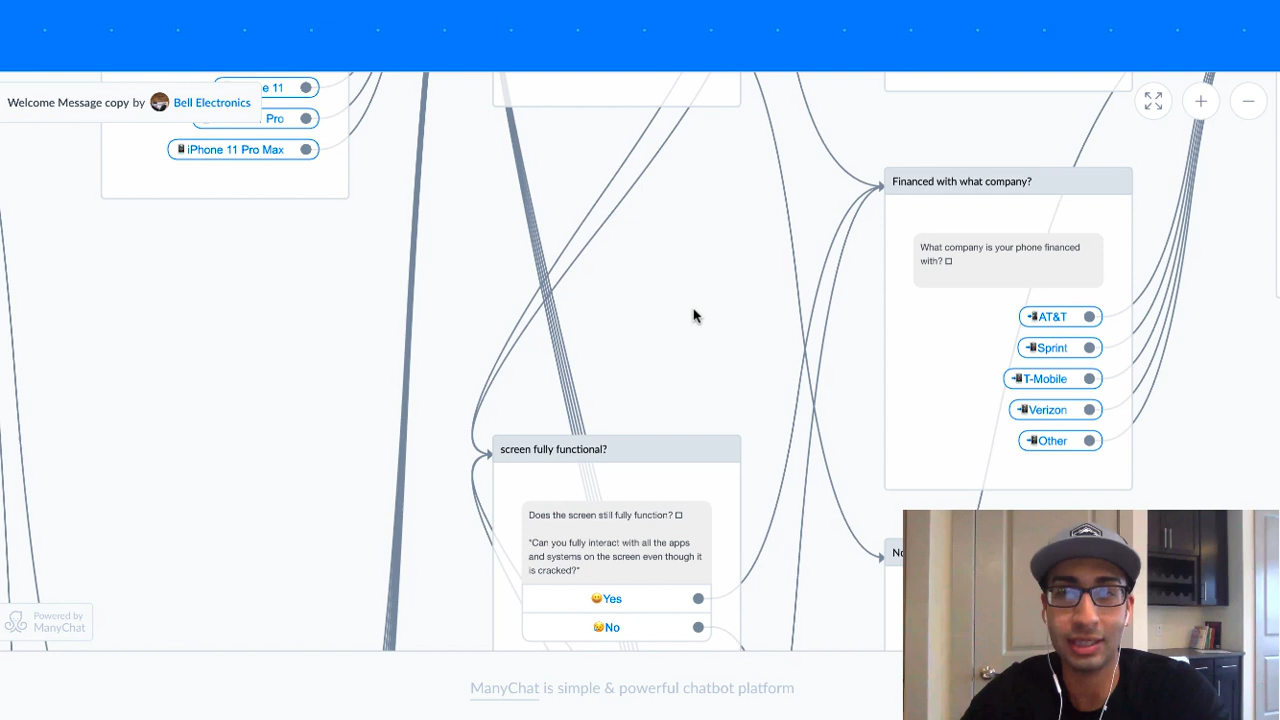 Welcome Message copy by Bell Electronics
e 11
Pro
iPhone 11 Pro Max
Financed with what company?
What company is your phone financed
with?
AT&T
Sprint
T-Mobile
Verizon
Other
screen fully functional?
Does the screen still fully function?
"Can you fully interact with all the apps
and systems on the screen even though it
is cracked?"
Yes
No
No
Powered by
ManyChat
ManyChat is simple & powerful chatbot platform